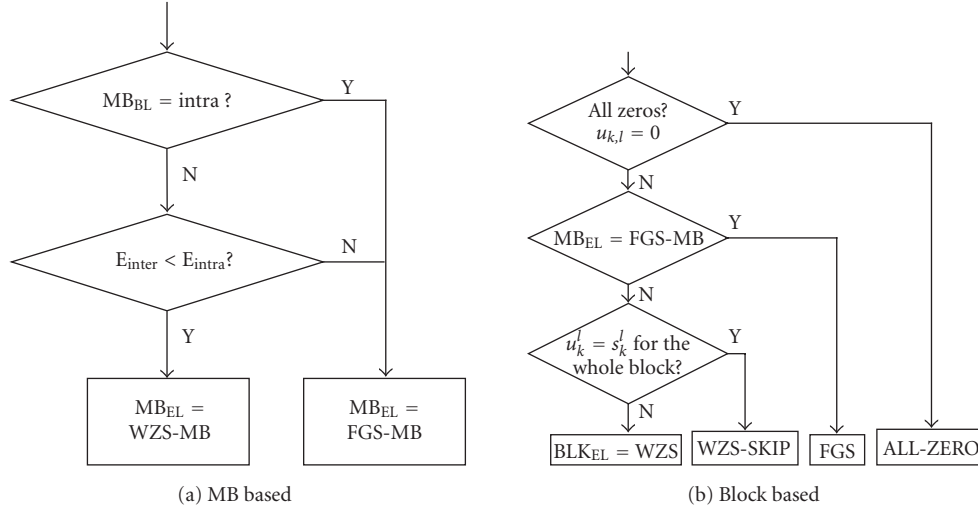 MB_BL = intra ?
Y
N
E_inter < E_intra?
N
Y
MB_EL =
WZS-MB
MB_EL =
FGS-MB
(a) MB based
All zeros?
u_{k,l} = 0
Y
N
MB_EL = FGS-MB
Y
N
u_k^l = s_k^l for the
whole block?
Y
N
BLK_EL = WZS
WZS-SKIP
FGS
ALL-ZERO
(b) Block based